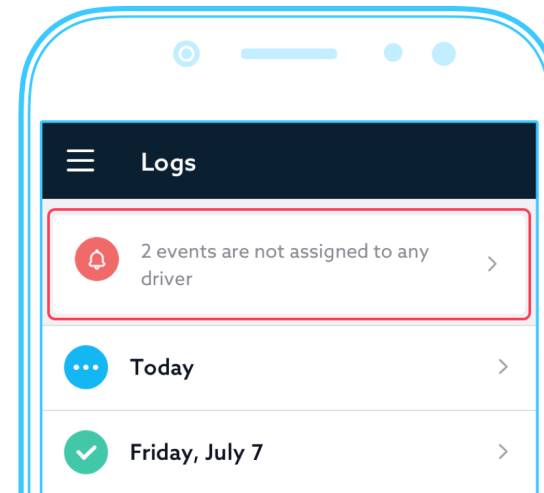 Logs
2 events are not assigned to any
driver
Today
Friday, July 7